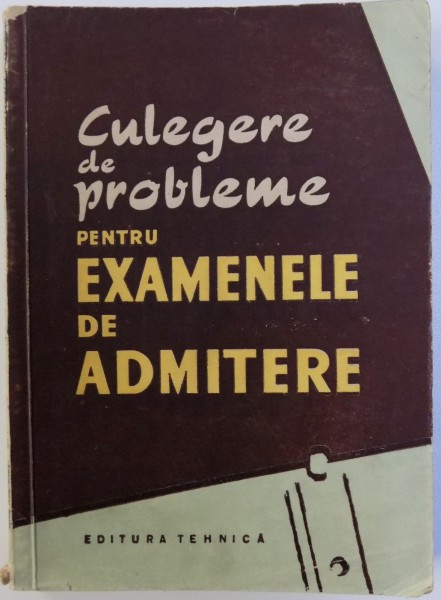 Culegere
de
probleme
PENTRU
EXAMENELE
DE
ADMITERE
EDITURA TEHNICĂ